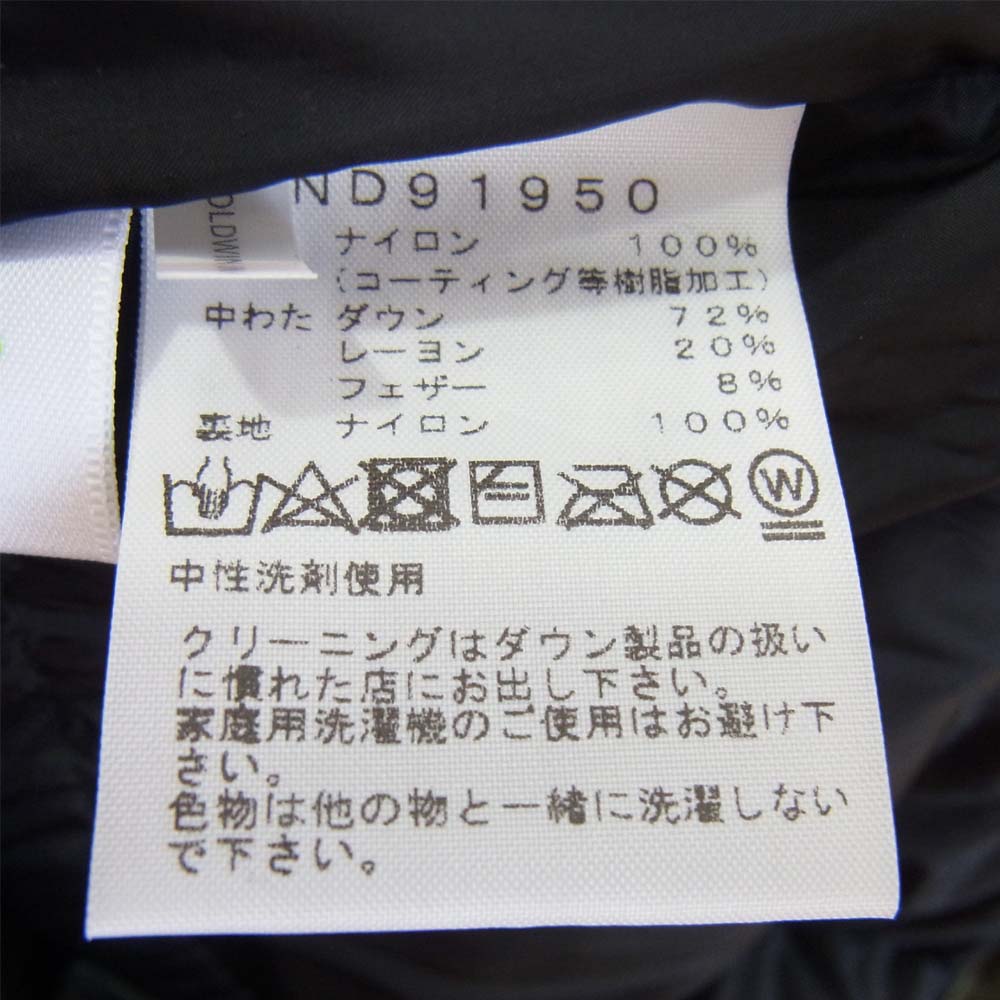 ND91950
OLDWIN
ナイロン 100%
(コーティング等樹脂加工)
中わた ダウン 72%
レーヨン 20%
フェザー 8%
裏地 ナイロン 100%
W
中性洗剤使用
クリーニングはダウン製品の扱い
に慣れた店にお出し下さい。
家庭用洗濯機のご使用はお避け下
さい。
色物は他の物と一緒に洗濯しない
で下さい。